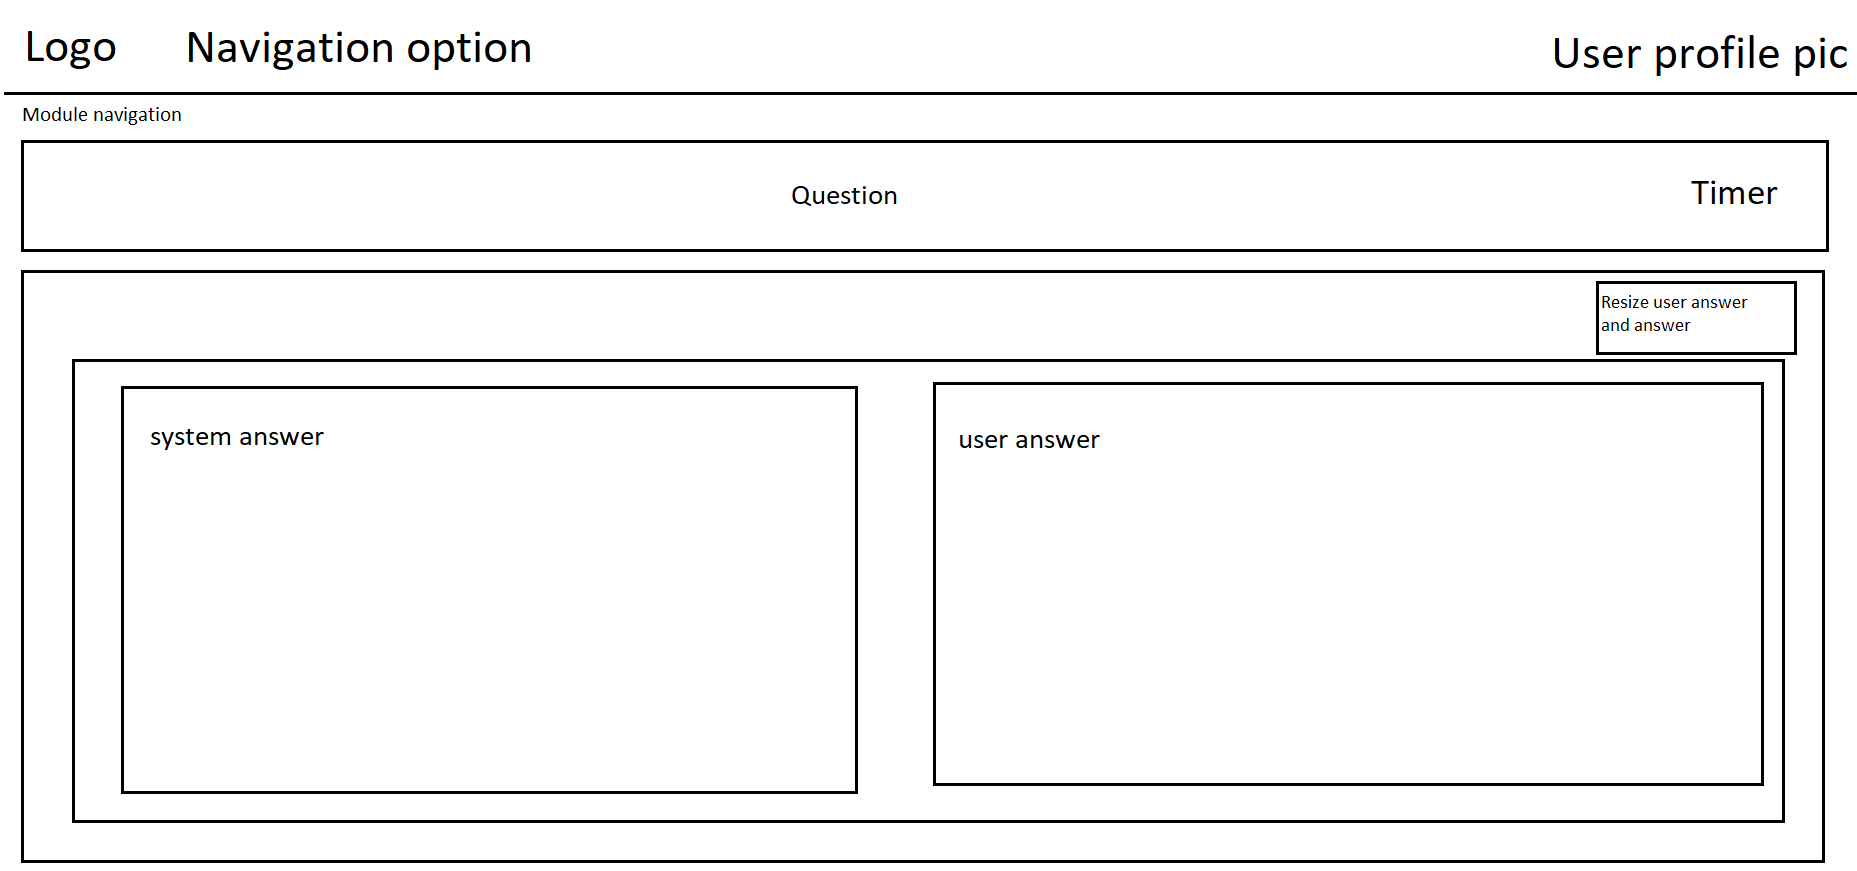 Logo
Navigation option
User profile pic
Module navigation
Question
Timer
Resize user answer
and answer
system answer
user answer